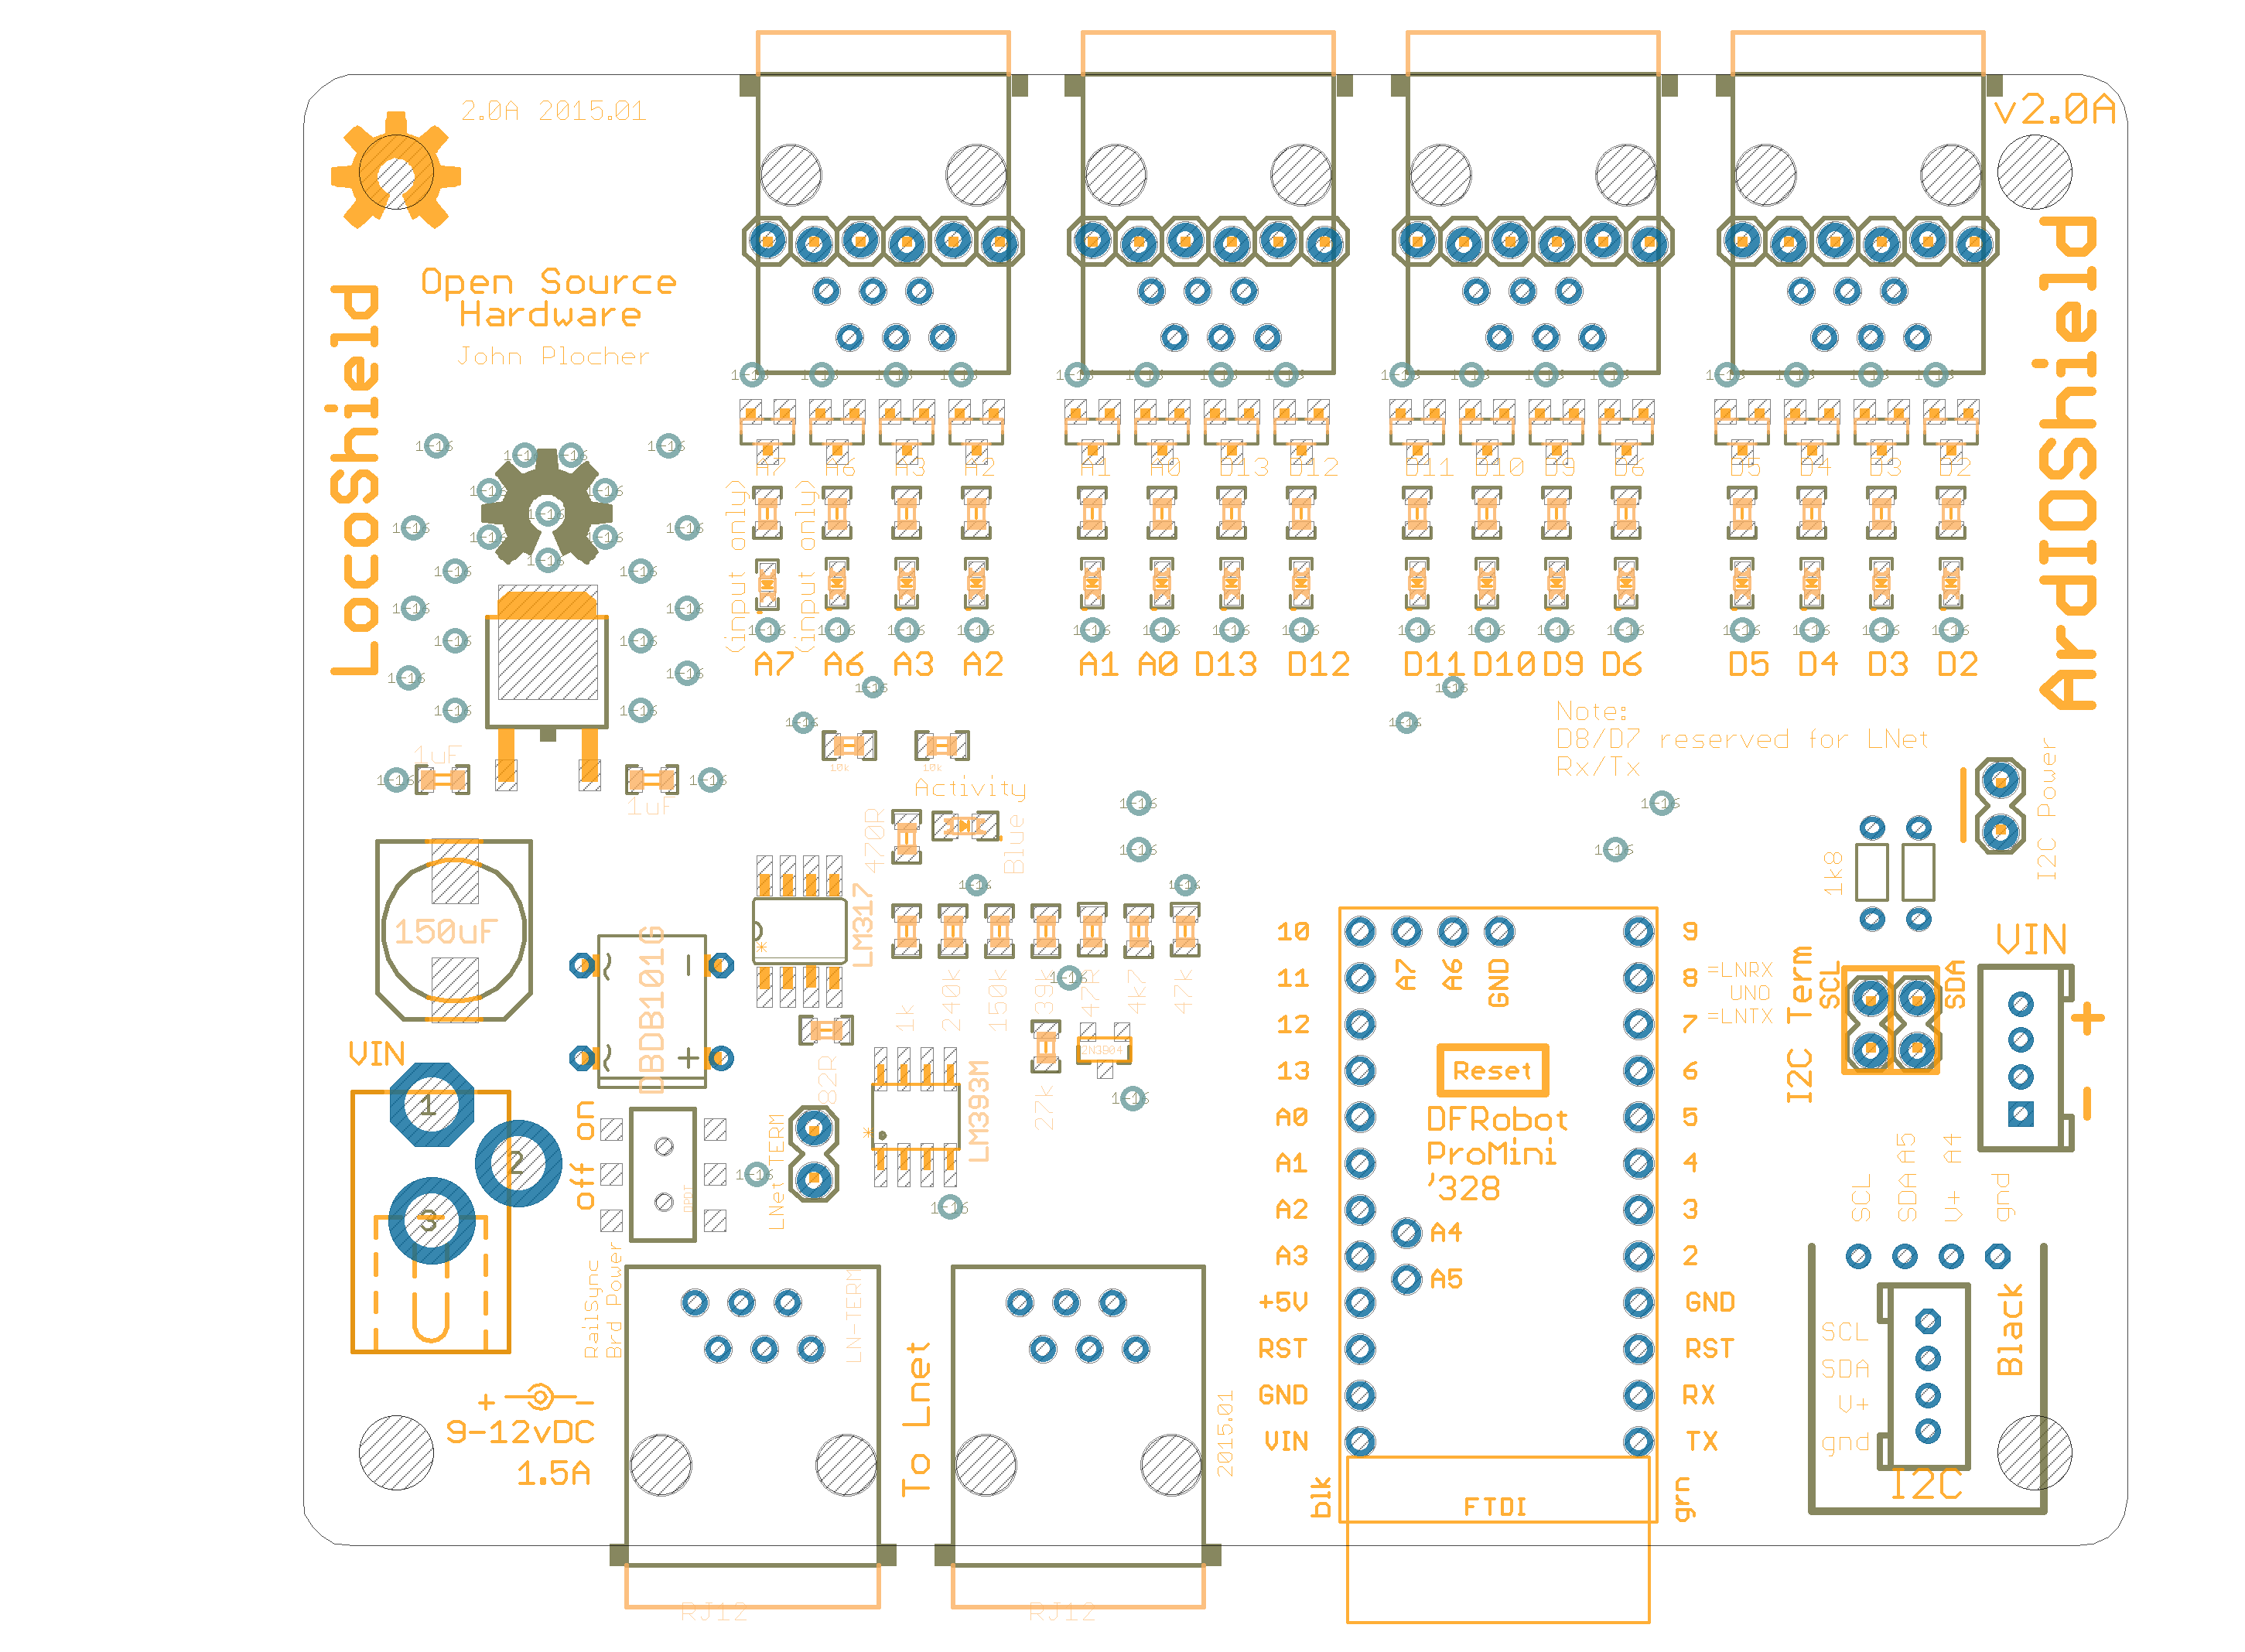 2.0A 2015.01
v2.0A
Open Source
Hardware
John Plocher
LocoShield
ArdIOShield
A7 A6 A3 A2 A1 A0 D13 D12 D11 D10 D9 D6 D5 D4 D3 D2
(input only) (input only)
A7 A6 A3 A2 A1 A0 D13 D12 D11 D10 D9 D6 D5 D4 D3 D2
Note:
D8/D7 reserved for LNet
Rx/Tx
1uF
1uF
10k 10k
Activity
Blue
470R
I2C Power
1k8
150uF
DBDB101G
LM317
1k 240k 150k 39k 47R 4k7 47k
82R
27k
2N3904
LM393M
VIN
1
2
3
off on
LNet TERM
LN-TERM
RailSync
Brd Power
+ -
9-12vDC
1.5A
To Lnet
2015.01
RJ12
RJ12
10
11
12
13
A0
A1
A2
A3
+5V
RST
GND
VIN
A7 A6 GND
Reset
DFRobot
ProMini
'328
A4
A5
9
8 =LNRX
UNO
7 =LNTX
6
5
4
3
2
GND
RST
RX
TX
blk
FTDI
grn
I2C Term
SCL
SDA
VIN
+
-
SCL
SDA A5
V+ A4
gnd
Black
SCL
SDA
V+
gnd
I2C